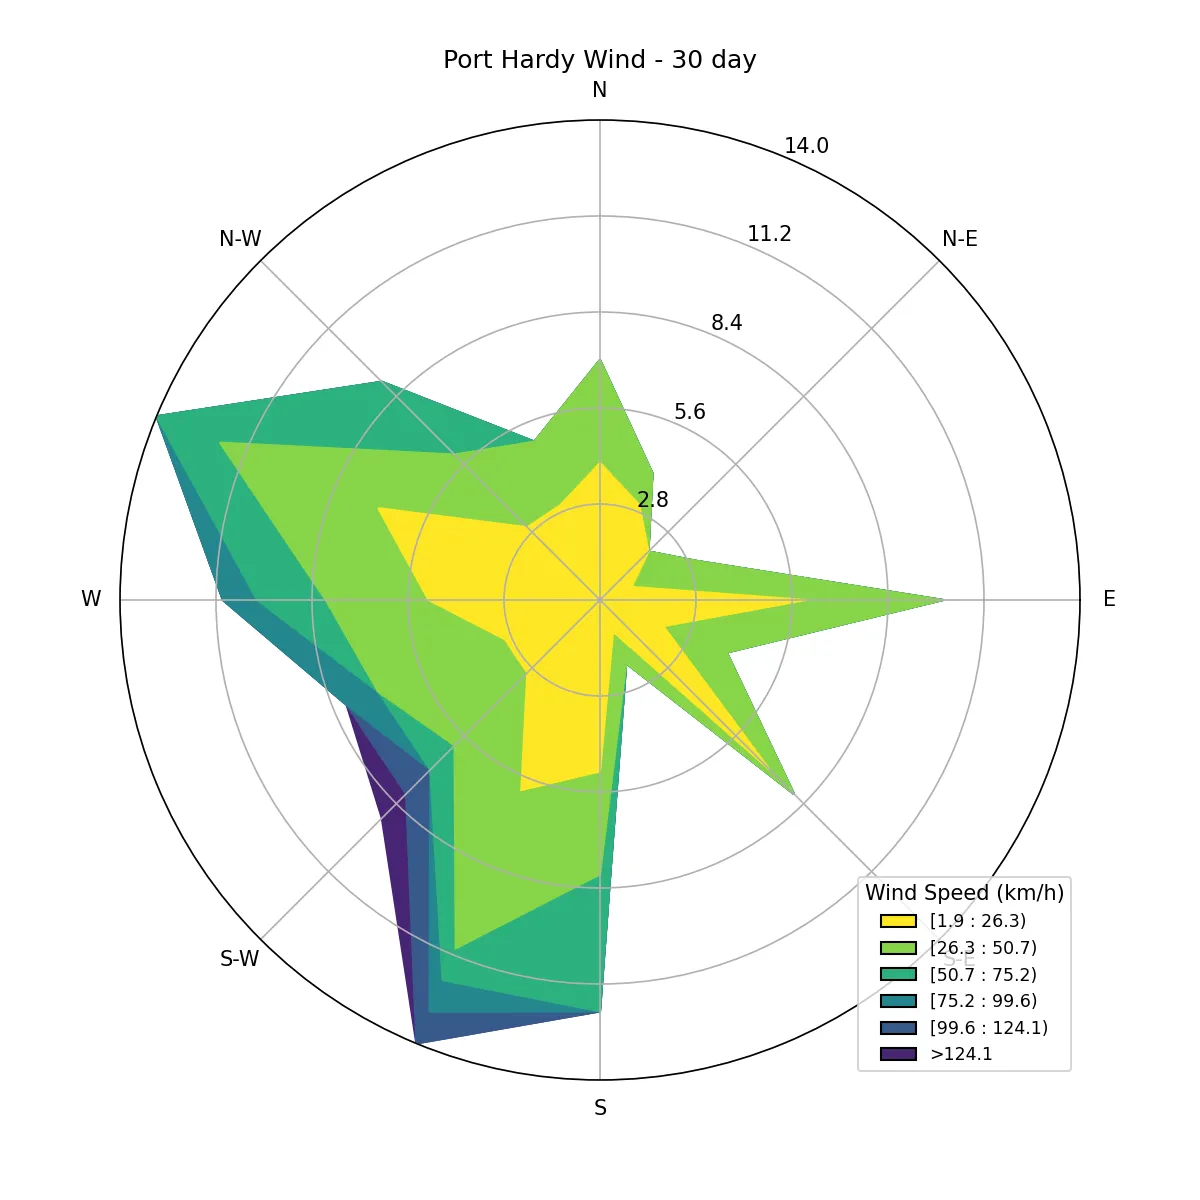 Port Hardy Wind - 30 day
N
14.0
11.2
N-W
N-E
8.4
5.6
2.8
W
E
Wind Speed (km/h)
[1.9 : 26.3)
[26.3 : 50.7)
S-W
S-E
[50.7 : 75.2)
[75.2 : 99.6)
[99.6 : 124.1)
>124.1
S